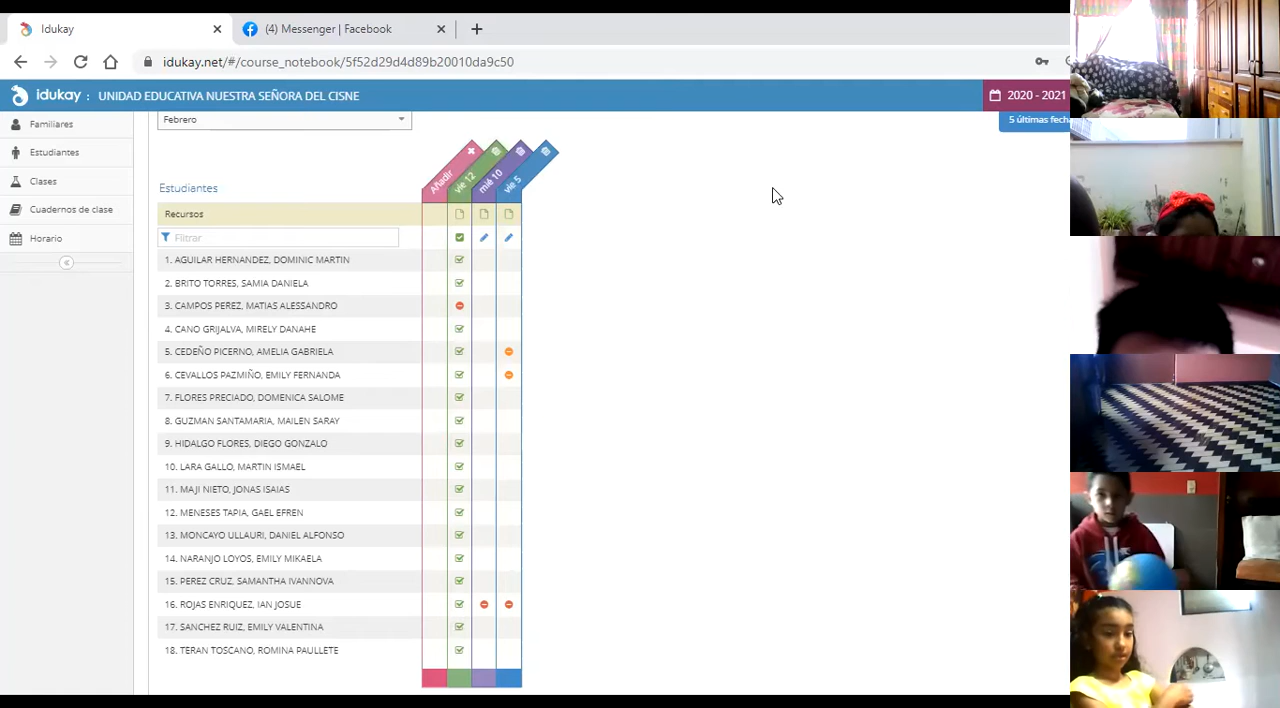 Idukay
(4) Messenger | Facebook
idukay.net/#/course_notebook/5f52d29d4d89b20010da9c50
idukay : UNIDAD EDUCATIVA NUESTRA SEÑORA DEL CISNE
2020 - 2021
Familiares
Estudiantes
Clases
Cuadernos de clase
Horario
Febrero
5 últimas fecha
Añadir
vie 12
mié 10
vie 5
Estudiantes
Recursos
Filtrar
1. AGUILAR HERNANDEZ, DOMINIC MARTIN
2. BRITO TORRES, SAMIA DANIELA
3. CAMPOS PEREZ, MATIAS ALESSANDRO
4. CANO GRIJALVA, MIRELY DANAHE
5. CEDEÑO PICERNO, AMELIA GABRIELA
6. CEVALLOS PAZMIÑO, EMILY FERNANDA
7. FLORES PRECIADO, DOMENICA SALOME
8. GUZMAN SANTAMARIA, MAILEN SARAY
9. HIDALGO FLORES, DIEGO GONZALO
10. LARA GALLO, MARTIN ISMAEL
11. MAJI NIETO, JONAS ISAIAS
12. MENESES TAPIA, GAEL EFREN
13. MONCAYO ULLAURI, DANIEL ALFONSO
14. NARANJO LOYOS, EMILY MIKAELA
15. PEREZ CRUZ, SAMANTHA IVANNOVA
16. ROJAS ENRIQUEZ, IAN JOSUE
17. SANCHEZ RUIZ, EMILY VALENTINA
18. TERAN TOSCANO, ROMINA PAULLETE